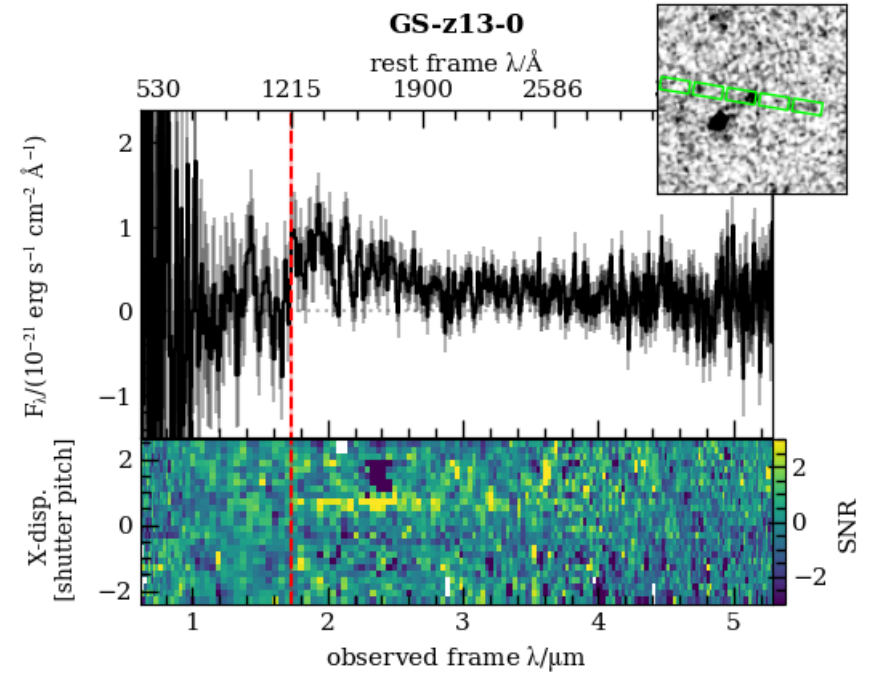 GS-z13-0
rest frame λ/Å
530 1215 1900 2586
F_λ/(10⁻²¹ erg s⁻¹ cm⁻² Å⁻¹)
2
1
0
−1
X-disp.
[shutter pitch]
2
0
−2
SNR
2
0
−2
1 2 3 4 5
observed frame λ/μm